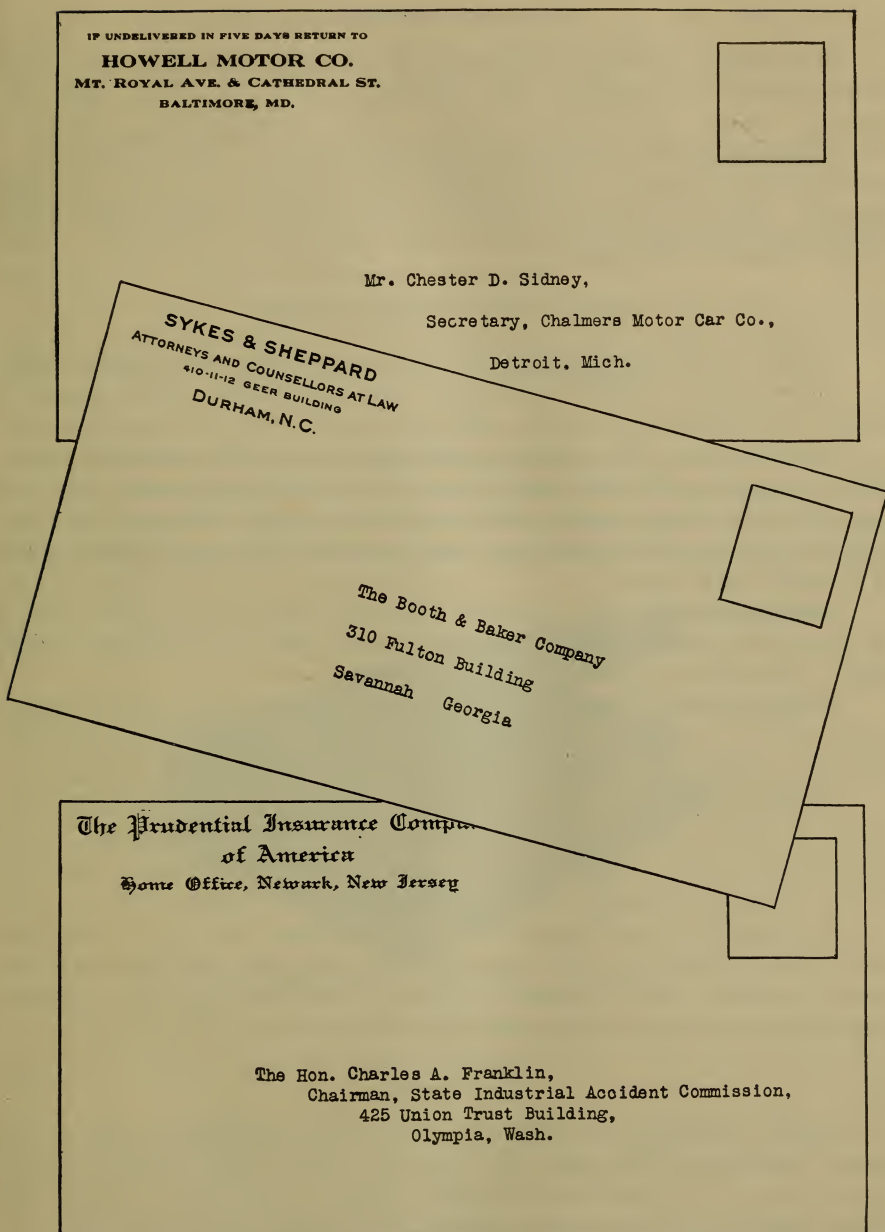 IF UNDELIVERED IN FIVE DAYS RETURN TO
HOWELL MOTOR CO.
MT. ROYAL AVE. & CATHEDRAL ST.
BALTIMORE, MD.
Mr. Chester D. Sidney,
Secretary, Chalmers Motor Car Co.,
Detroit, Mich.
SYKES & SHEPPARD
ATTORNEYS AND COUNSELLORS AT LAW
410-11-12 GEER BUILDING
DURHAM, N.C.
The Booth & Baker Company
310 Fulton Building
Savannah Georgia
The Prudential Insurance
of America
Home Office, Newark, New Jersey
The Hon. Charles A. Franklin,
Chairman, State Industrial Accident Commission,
425 Union Trust Building,
Olympia, Wash.